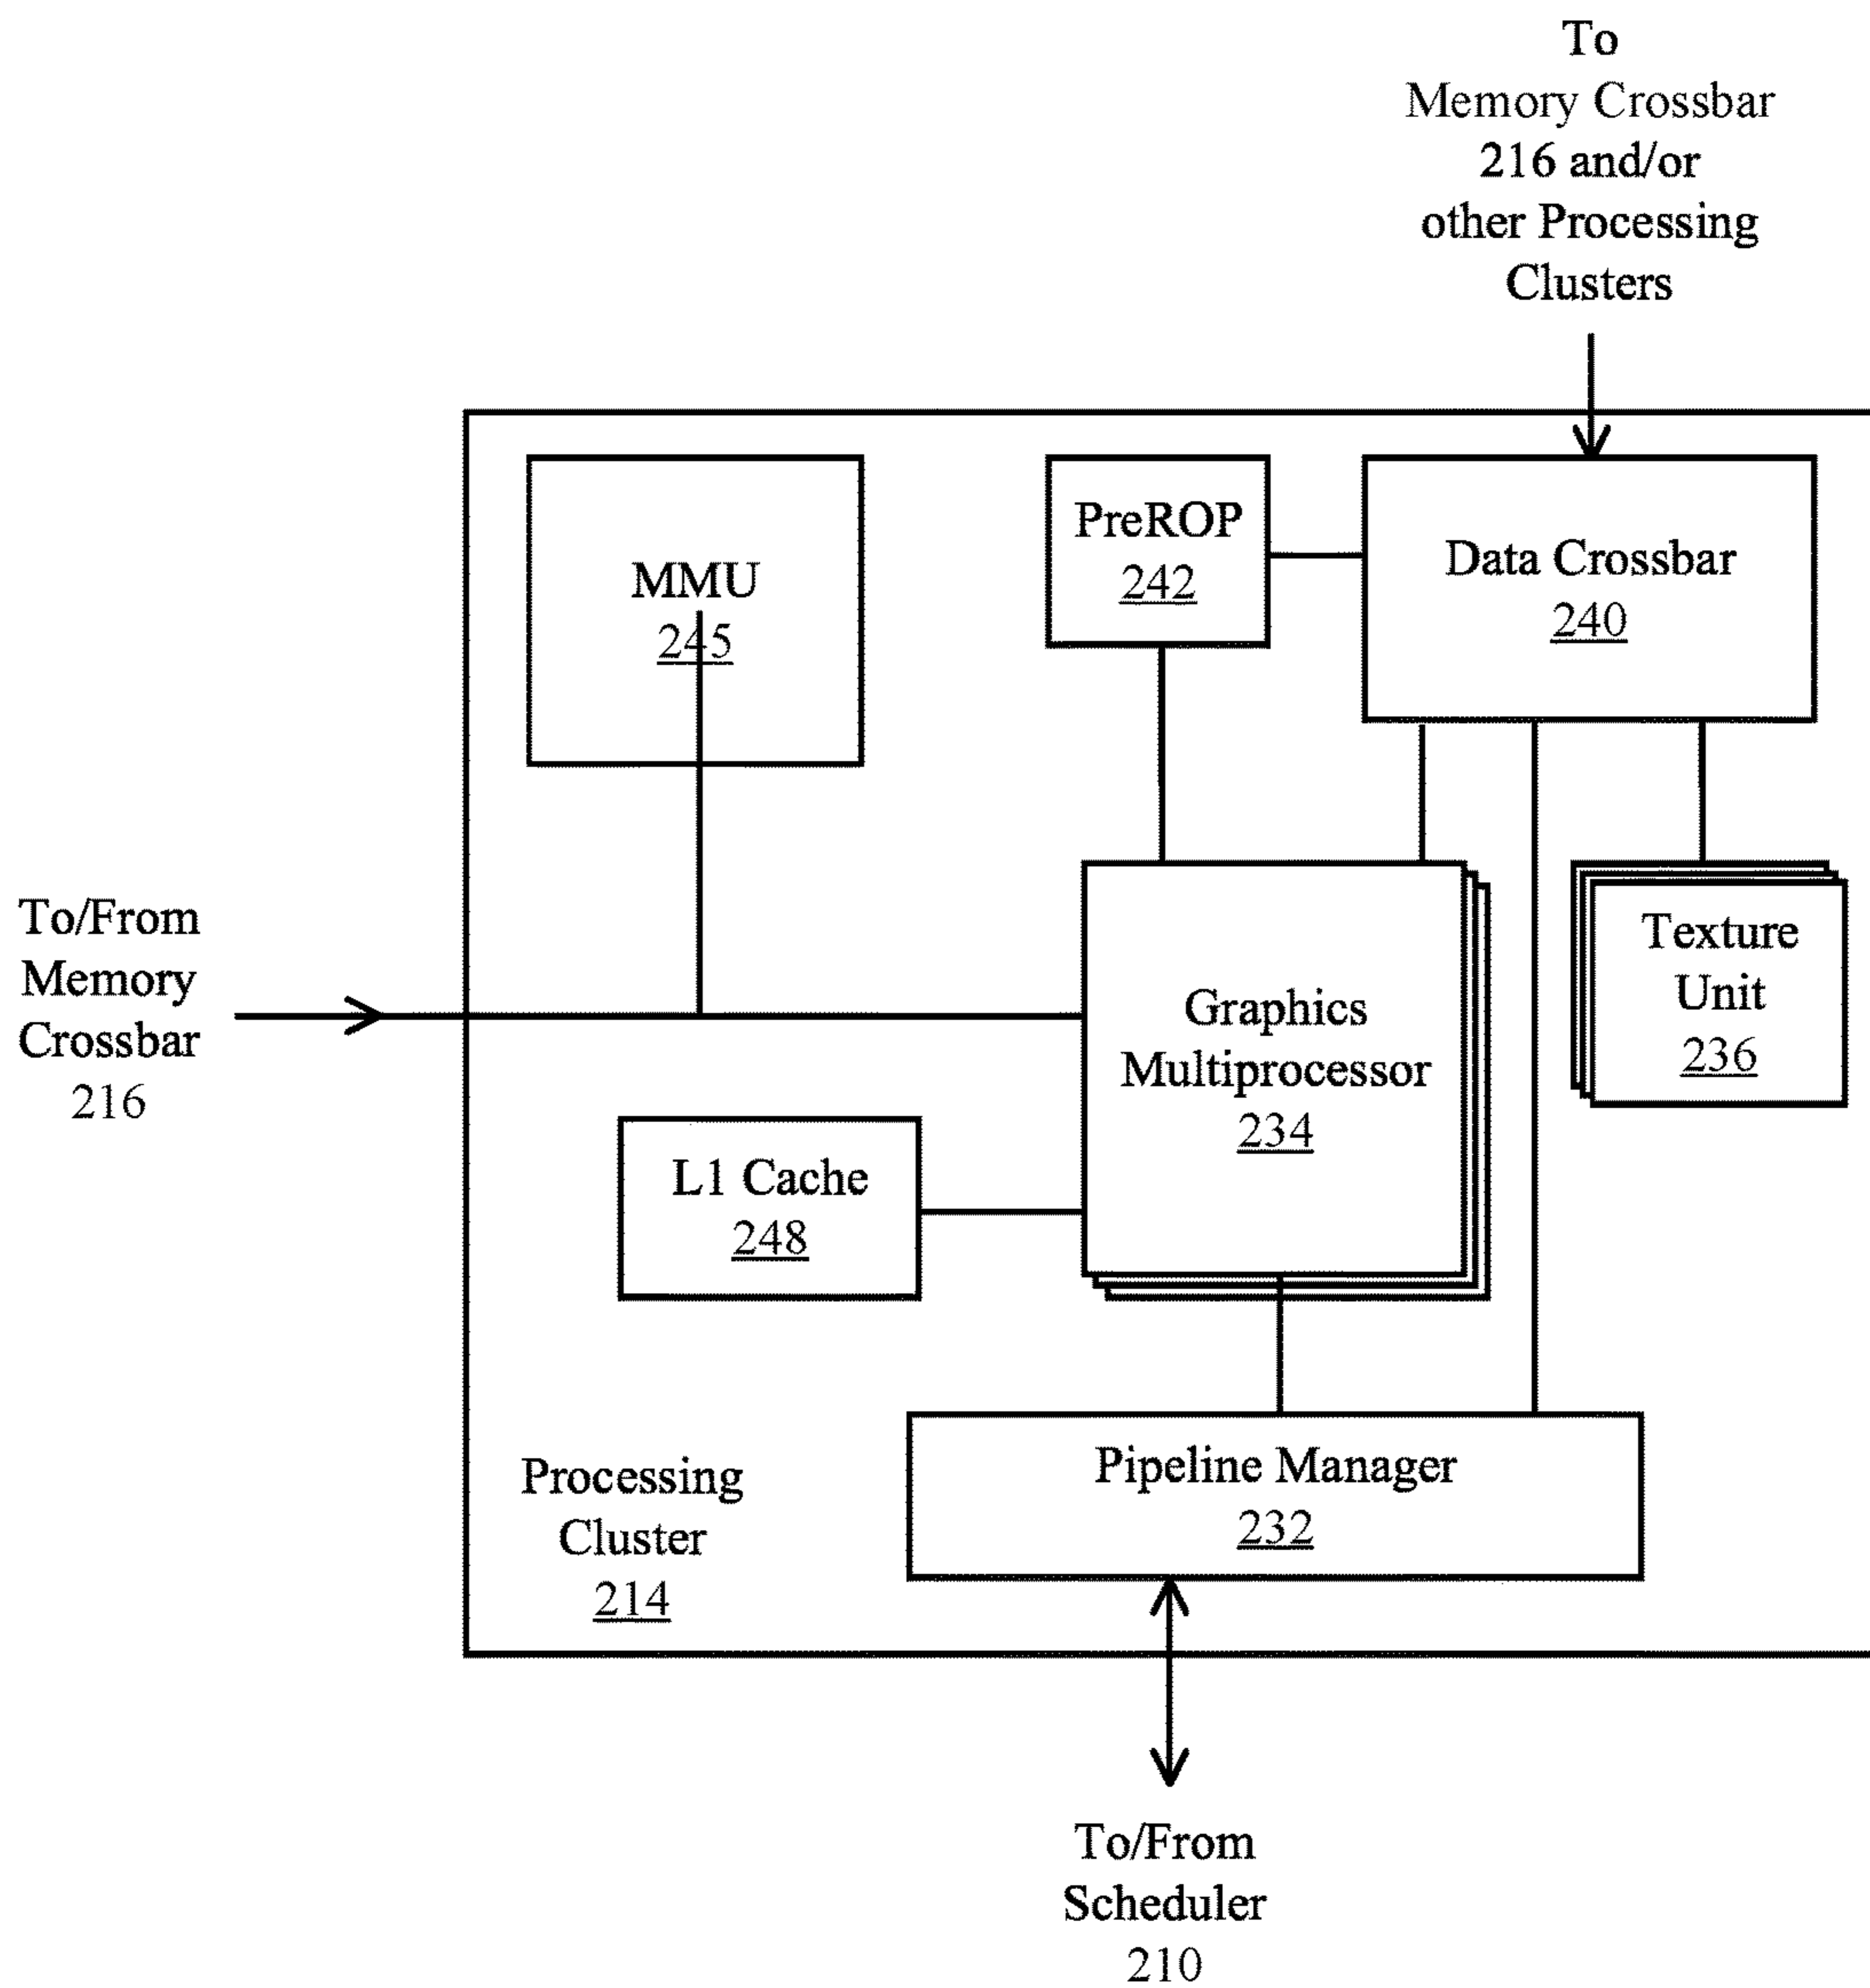 To
Memory Crossbar
216 and/or
other Processing
Clusters
MMU
245
PreROP
242
Data Crossbar
240
To/From
Memory
Crossbar
216
Graphics
Multiprocessor
234
Texture
Unit
236
L1 Cache
248
Pipeline Manager
232
Processing
Cluster
214
To/From
Scheduler
210